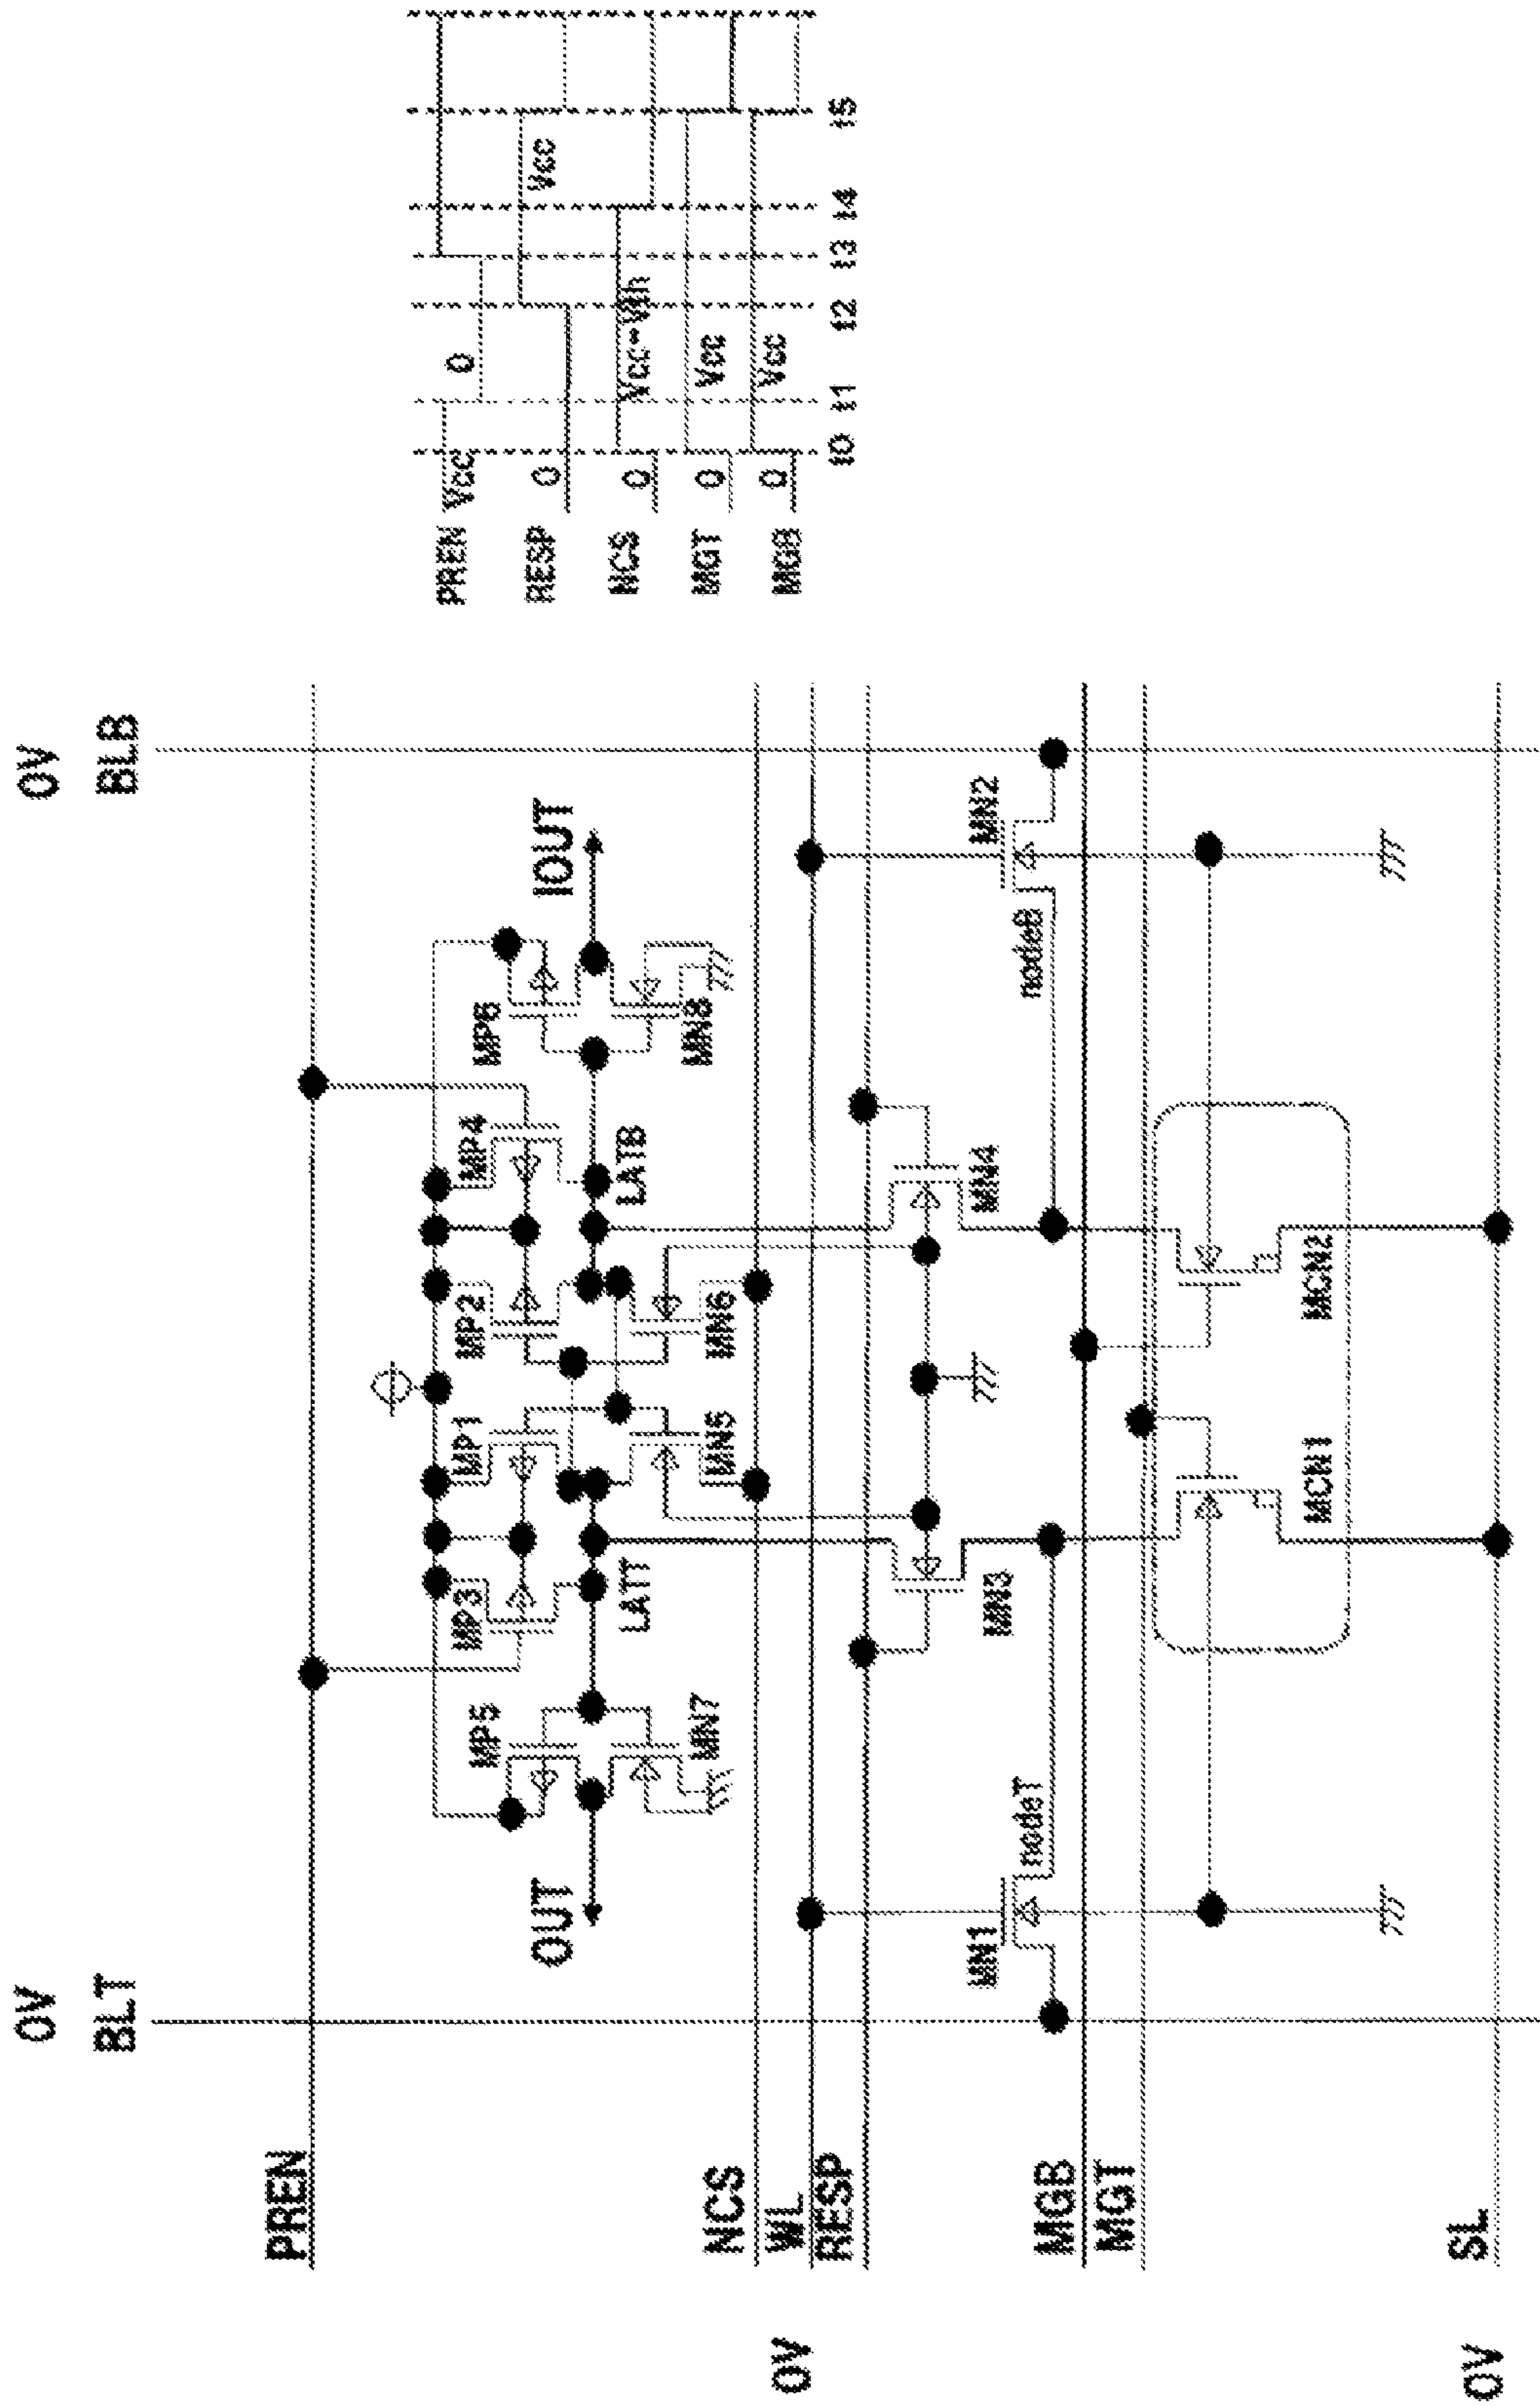 0V 0V
BLT BLB
PREN
MP5 MP3 MP1 MP2 MP4 MP6
OUT IOUT
LATT LATB
MN7 MN5 MN6 MN8
NCS
0V WL
RESP
MN3 MN4
MN1 MN2
nodeT nodeB
MGB
MGT
MCN1 MCN2
0V SL
PREN Vcc 0
RESP 0 Vcc
NCS 0 Vcc-Vth
MGT 0 Vcc
MGB 0 Vcc
t0 t1 t2 t3 t4 t5